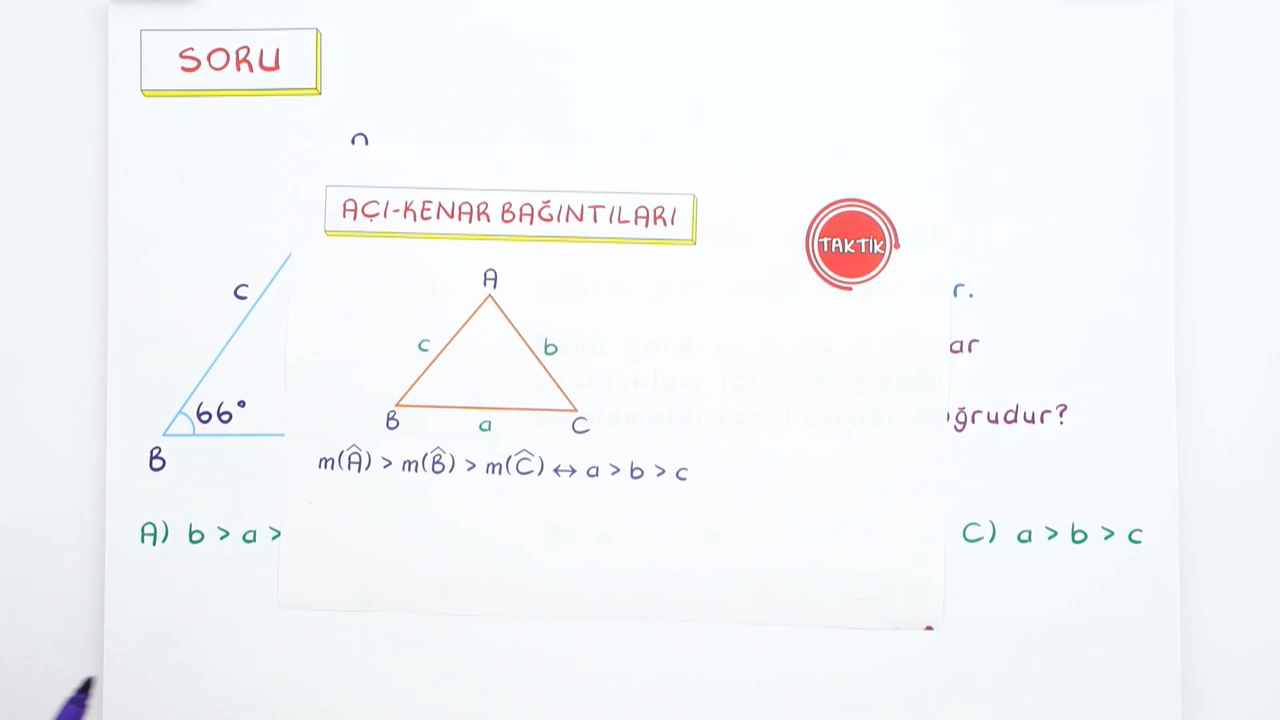 SORU
AÇI-KENAR BAĞINTILARI
TAKTİK
A
c
b
B
a
C
m(Â) > m(B̂) > m(Ĉ) ↔ a > b > c
c
66°
B
r.
ar
ğrudur?
A) b > a >
C) a > b > c